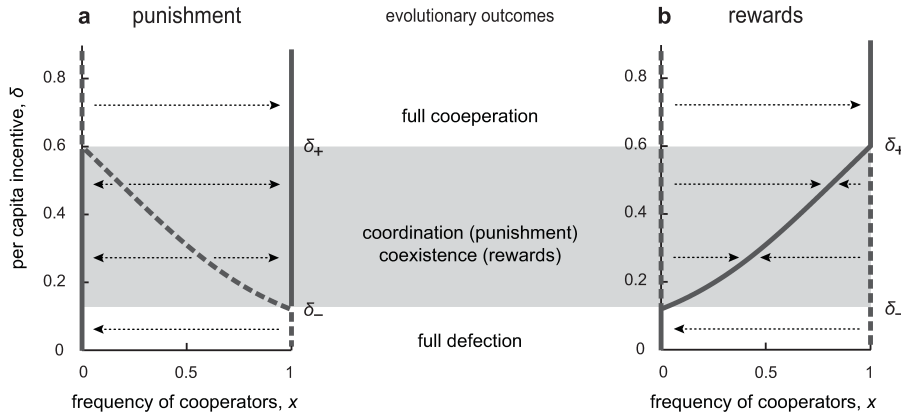 a punishment
evolutionary outcomes
b rewards
per capita incentive, δ
0.8
0.6
0.4
0.2
0
0
0.5
1
frequency of cooperators, x
δ+
δ−
full cooeperation
coordination (punishment)
coexistence (rewards)
full defection
0.8
0.6
0.4
0.2
0
0
0.5
1
frequency of cooperators, x
δ+
δ−